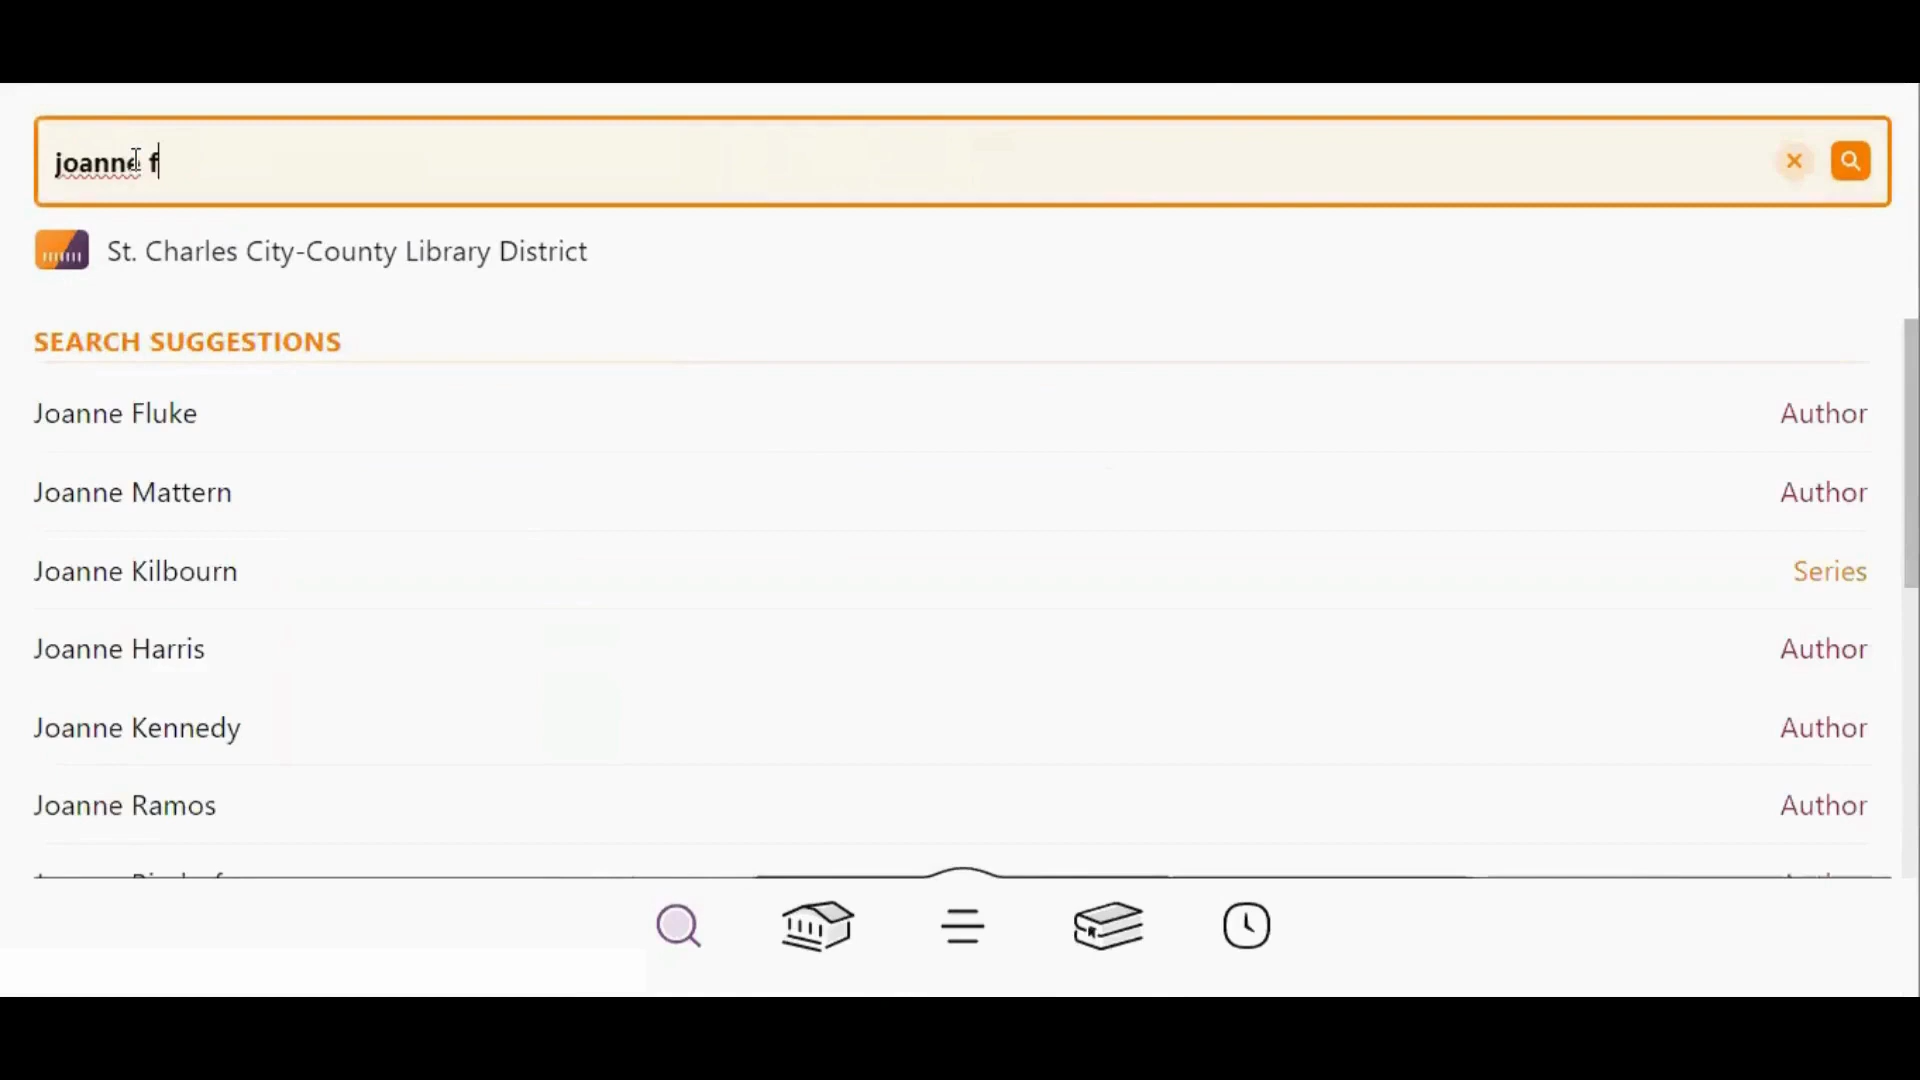 joanne f
St. Charles City-County Library District
SEARCH SUGGESTIONS
Joanne Fluke Author
Joanne Mattern Author
Joanne Kilbourn Series
Joanne Harris Author
Joanne Kennedy Author
Joanne Ramos Author